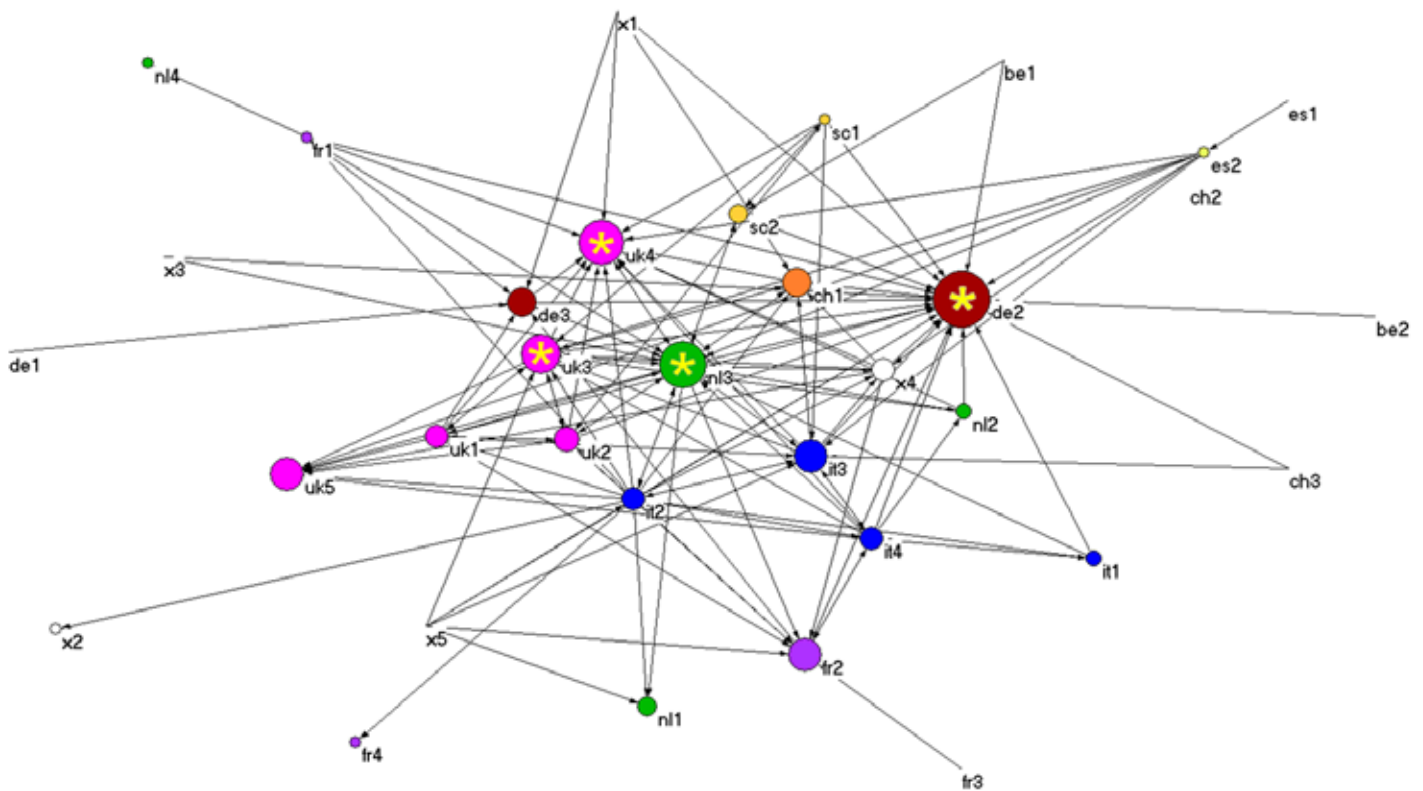 x1
nl4
be1
es1
sc1
fr1
es2
ch2
sc2
* uk4
x3
ch1
* de2
de3
be2
de1
* uk3
* nl3
x4
nl2
uk1
uk2
it3
uk5
ch3
it2
it4
it1
x2
x5
fr2
nl1
fr4
fr3